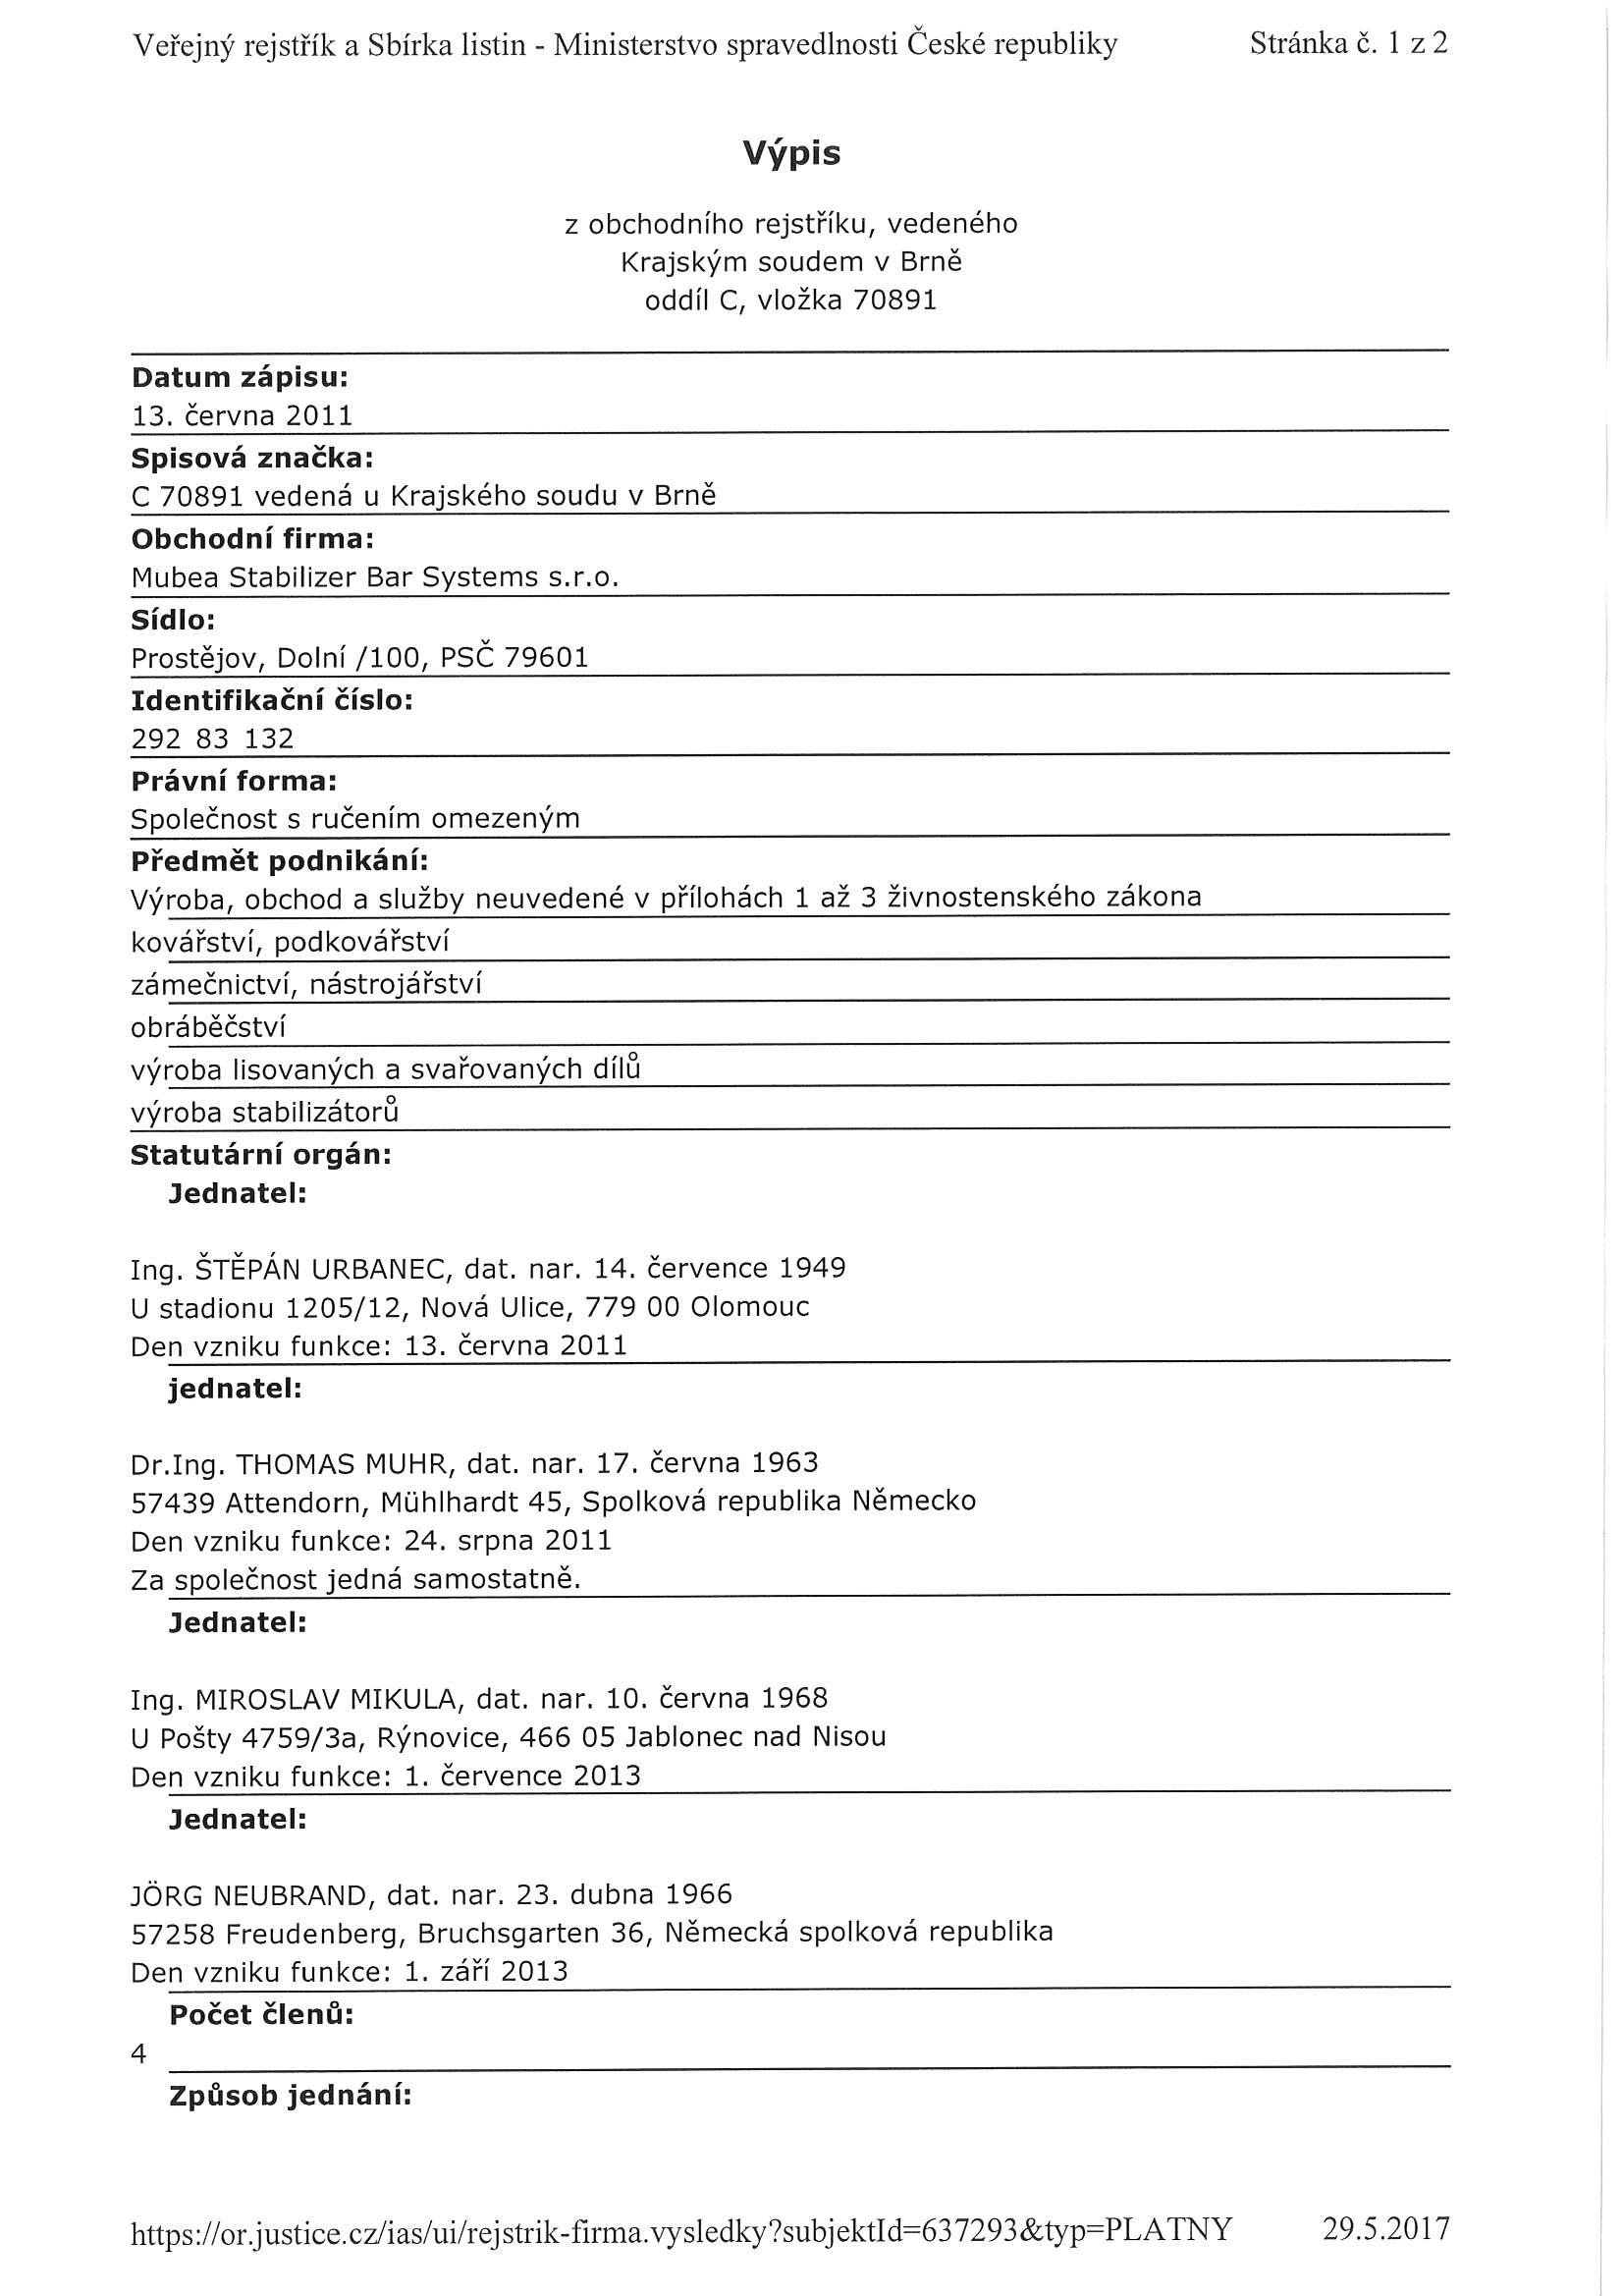 Veřejný rejstřík a Sbírka listin - Ministerstvo spravedlnosti České republiky Stránka č. 1 z 2
Výpis
z obchodního rejstříku, vedeného
Krajským soudem v Brně
oddíl C, vložka 70891
Datum zápisu:
13. června 2011
Spisová značka:
C 70891 vedená u Krajského soudu v Brně
Obchodní firma:
Mubea Stabilizer Bar Systems s.r.o.
Sídlo:
Prostějov, Dolní /100, PSČ 79601
Identifikační číslo:
292 83 132
Právní forma:
Společnost s ručením omezeným
Předmět podnikání:
Výroba, obchod a služby neuvedené v přílohách 1 až 3 živnostenského zákona
kovářství, podkovářství
zámečnictví, nástrojářství
obráběčství
výroba lisovaných a svařovaných dílů
výroba stabilizátorů
Statutární orgán:
Jednatel:
Ing. ŠTĚPÁN URBANEC, dat. nar. 14. července 1949
U stadionu 1205/12, Nová Ulice, 779 00 Olomouc
Den vzniku funkce: 13. června 2011
jednatel:
Dr.Ing. THOMAS MUHR, dat. nar. 17. června 1963
57439 Attendorn, Mühlhardt 45, Spolková republika Německo
Den vzniku funkce: 24. srpna 2011
Za společnost jedná samostatně.
Jednatel:
Ing. MIROSLAV MIKULA, dat. nar. 10. června 1968
U Pošty 4759/3a, Rýnovice, 466 05 Jablonec nad Nisou
Den vzniku funkce: 1. července 2013
Jednatel:
JÖRG NEUBRAND, dat. nar. 23. dubna 1966
57258 Freudenberg, Bruchsgarten 36, Německá spolková republika
Den vzniku funkce: 1. září 2013
Počet členů:
4
Způsob jednání:
https://or.justice.cz/ias/ui/rejstrik-firma.vysledky?subjektId=637293&typ=PLATNY 29.5.2017